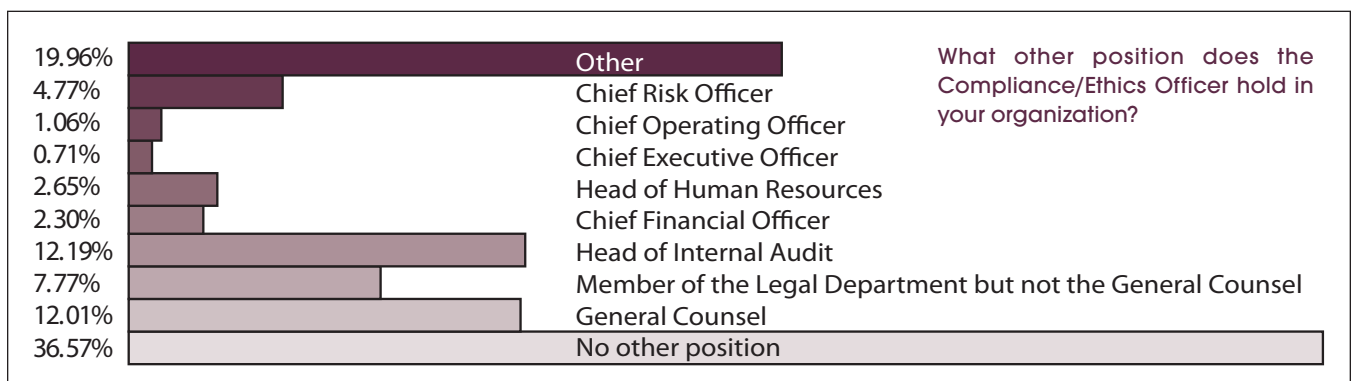 19.96% Other
4.77% Chief Risk Officer
1.06% Chief Operating Officer
0.71% Chief Executive Officer
2.65% Head of Human Resources
2.30% Chief Financial Officer
12.19% Head of Internal Audit
7.77% Member of the Legal Department but not the General Counsel
12.01% General Counsel
36.57% No other position
What other position does the
Compliance/Ethics Officer hold in
your organization?